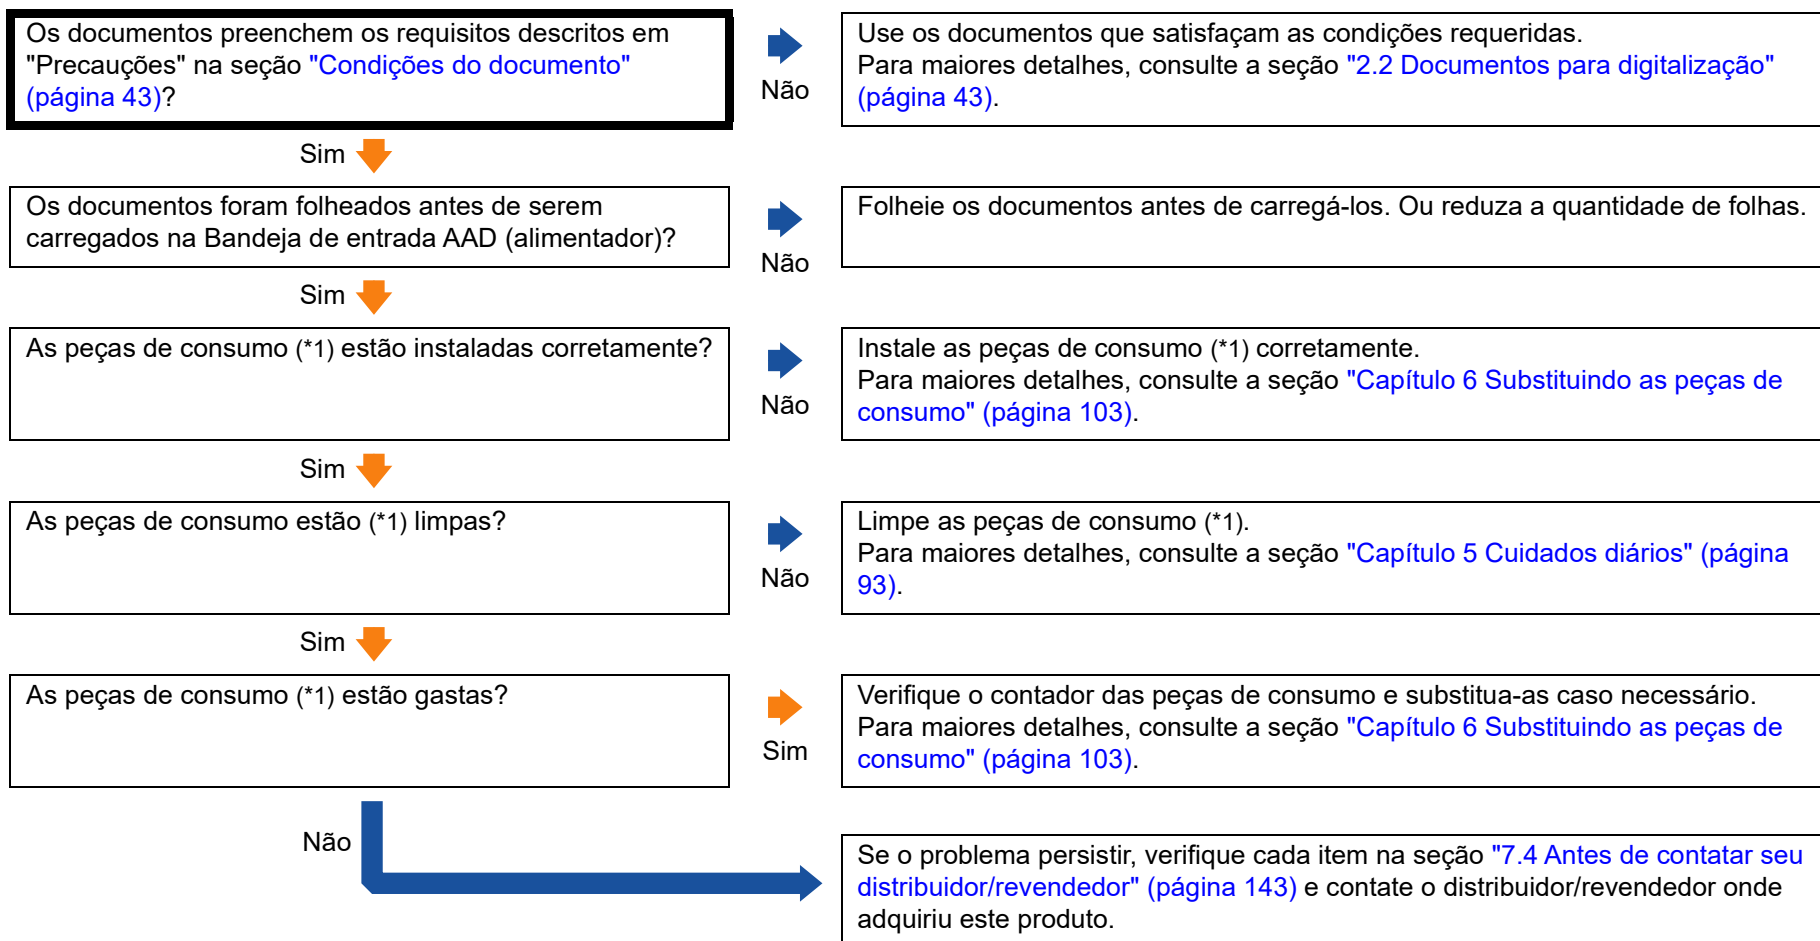 Os documentos preenchem os requisitos descritos em
"Precauções" na seção "Condições do documento"
(página 43)?
Não
Use os documentos que satisfaçam as condições requeridas.
Para maiores detalhes, consulte a seção "2.2 Documentos para digitalização"
(página 43).
Sim
Os documentos foram folheados antes de serem
carregados na Bandeja de entrada AAD (alimentador)?
Não
Folheie os documentos antes de carregá-los. Ou reduza a quantidade de folhas.
Sim
As peças de consumo (*1) estão instaladas corretamente?
Não
Instale as peças de consumo (*1) corretamente.
Para maiores detalhes, consulte a seção "Capítulo 6 Substituindo as peças de
consumo" (página 103).
Sim
As peças de consumo estão (*1) limpas?
Não
Limpe as peças de consumo (*1).
Para maiores detalhes, consulte a seção "Capítulo 5 Cuidados diários" (página
93).
Sim
As peças de consumo (*1) estão gastas?
Sim
Verifique o contador das peças de consumo e substitua-as caso necessário.
Para maiores detalhes, consulte a seção "Capítulo 6 Substituindo as peças de
consumo" (página 103).
Não
Se o problema persistir, verifique cada item na seção "7.4 Antes de contatar seu
distribuidor/revendedor" (página 143) e contate o distribuidor/revendedor onde
adquiriu este produto.